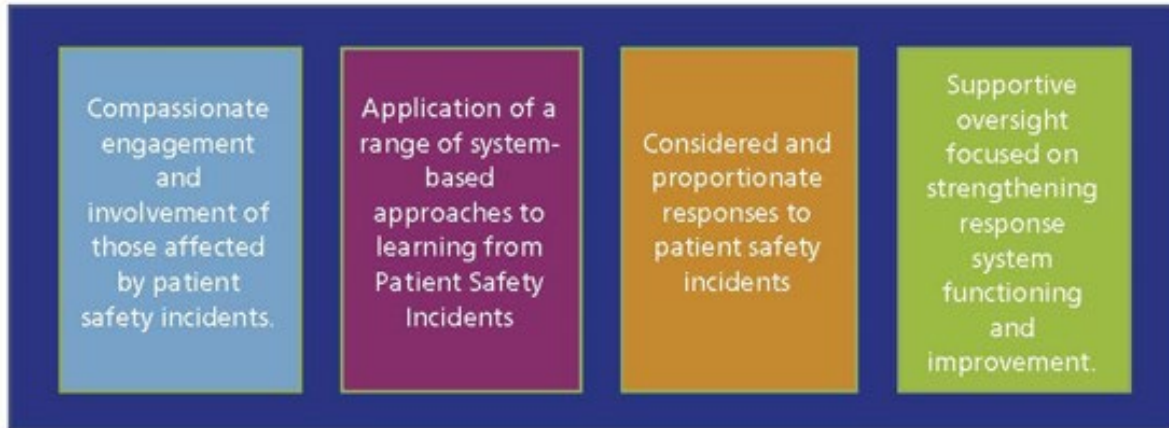 Compassionate
engagement
and
involvement of
those affected
by patient
safety incidents.
Application of a
range of system-
based
approaches to
learning from
Patient Safety
Incidents
Considered and
proportionate
responses to
patient safety
incidents
Supportive
oversight
focused on
strengthening
response
system
functioning
and
improvement.